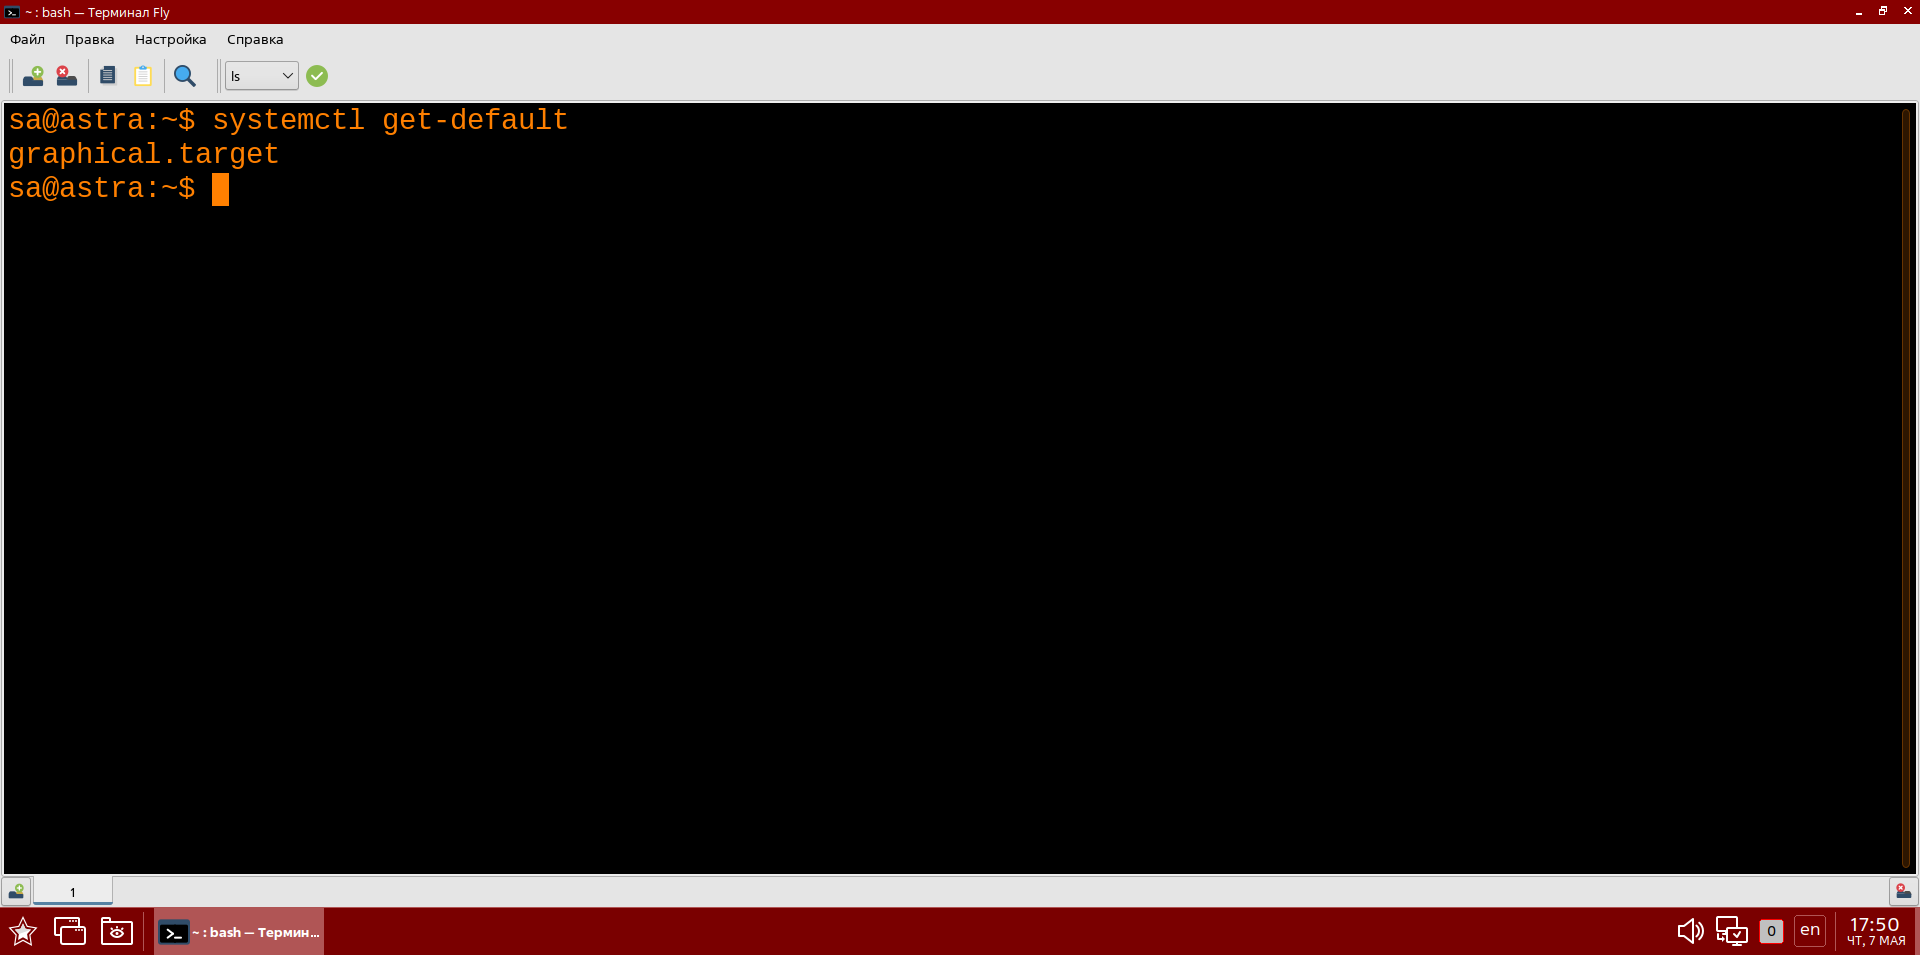 ~ : bash — Терминал Fly
Файл Правка Настройка Справка
ls
sa@astra:~$ systemctl get-default
graphical.target
sa@astra:~$
1
~ : bash — Термин...
0 en 17:50
ЧТ, 7 МАЯ